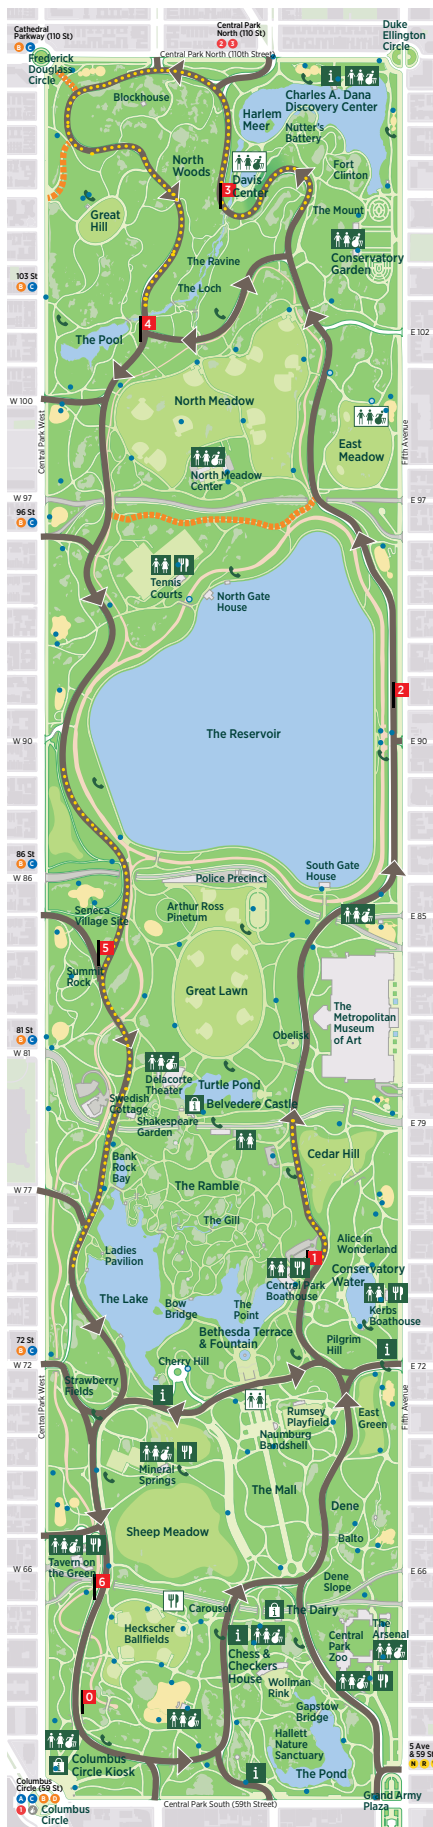 Cathedral
Parkway (110 St)
B C
Central Park
North (110 St)
2 3
Duke
Ellington
Circle
Central Park North (110th Street)
Frederick
Douglass
Circle
Blockhouse
i
Charles A. Dana
Discovery Center
Harlem
Meer
Nutter's
Battery
North
Woods
Fort
Clinton
3
Davis
Center
The Mount
Great
Hill
Conservatory
Garden
The Ravine
103 St
B C
The Loch
4
The Pool
E 102
W 100
North Meadow
Central Park West
Fifth Avenue
East
Meadow
North Meadow
Center
W 97
E 97
96 St
B C
Tennis
Courts
North Gate
House
2
The Reservoir
W 90
E 90
86 St
B C
W 86
South Gate
House
Police Precinct
Arthur Ross
Pinetum
Seneca
Village Site
E 85
5
Summit
Rock
Great Lawn
The
Metropolitan
Museum
of Art
81 St
B C
Obelisk
W 81
Delacorte
Theater
Turtle Pond
Swedish
Cottage
Belvedere Castle
Shakespeare
Garden
E 79
Bank
Rock
Bay
Cedar Hill
W 77
The Ramble
The Gill
Ladies
Pavilion
Alice in
Wonderland
1
Conservatory
Water
Central Park
Boathouse
The Lake
Bow
Bridge
The
Point
Kerbs
Boathouse
72 St
B C
Bethesda Terrace
& Fountain
Pilgrim
Hill
i
W 72
Cherry Hill
E 72
Strawberry
Fields
i
Central Park West
Fifth Avenue
Rumsey
Playfield
East
Green
Naumburg
Bandshell
Mineral
Springs
The Mall
Dene
Sheep Meadow
Balto
Tavern on
the Green
W 66
E 66
6
Dene
Slope
Carousel
The Dairy
Heckscher
Ballfields
i
Chess &
Checkers
House
Central
Park
Zoo
The
Arsenal
Wollman
Rink
0
Gapstow
Bridge
Hallett
Nature
Sanctuary
5 Ave
& 59 St
N R
Columbus
Circle Kiosk
i
The Pond
Columbus
Circle (59 St)
A C B D
1
Columbus
Circle
Central Park South (59th Street)
Grand Army
Plaza